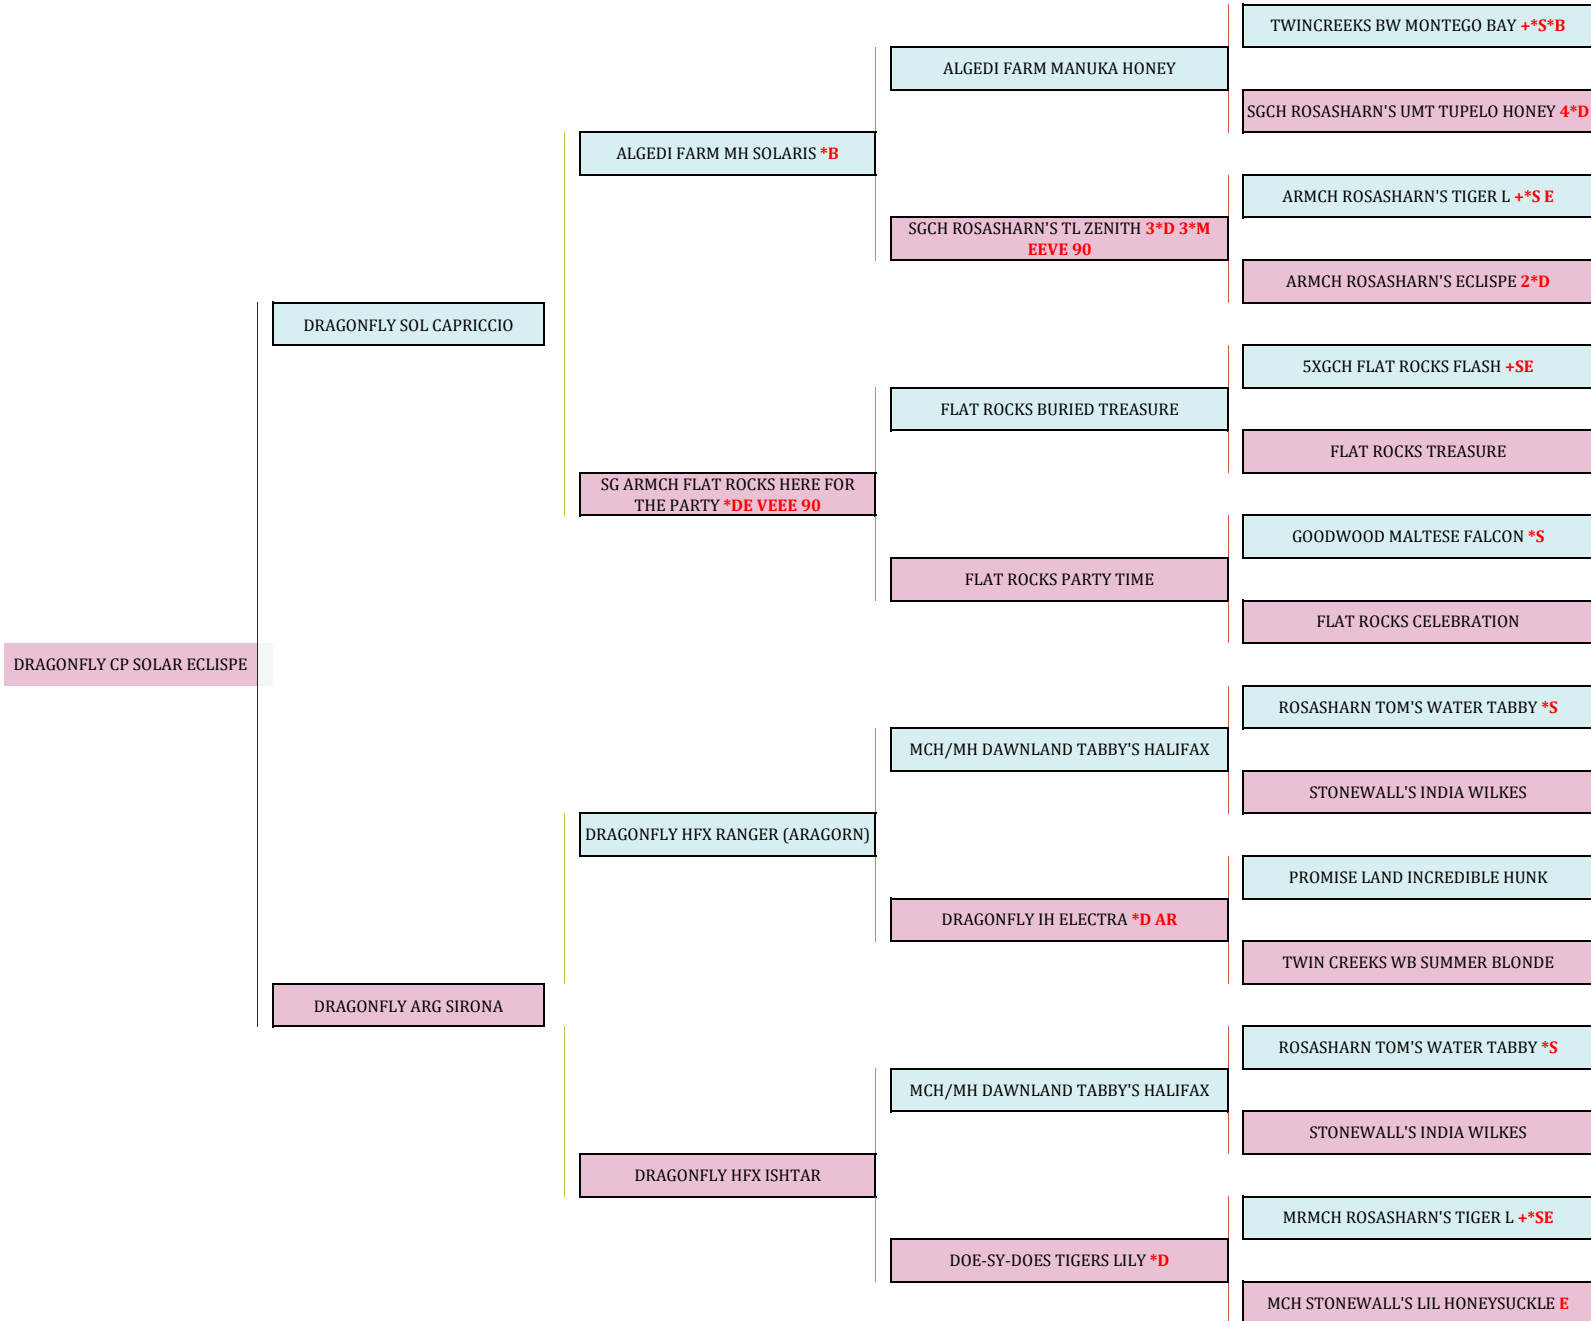 TWINCREEKS BW MONTEGO BAY +*S*B
ALGEDI FARM MANUKA HONEY
SGCH ROSASHARN'S UMT TUPELO HONEY 4*D
ALGEDI FARM MH SOLARIS *B
ARMCH ROSASHARN'S TIGER L +*S E
SGCH ROSASHARN'S TL ZENITH 3*D 3*M
EEVE 90
ARMCH ROSASHARN'S ECLISPE 2*D
DRAGONFLY SOL CAPRICCIO
5XGCH FLAT ROCKS FLASH +SE
FLAT ROCKS BURIED TREASURE
FLAT ROCKS TREASURE
SG ARMCH FLAT ROCKS HERE FOR
THE PARTY *DE VEEE 90
GOODWOOD MALTESE FALCON *S
FLAT ROCKS PARTY TIME
FLAT ROCKS CELEBRATION
DRAGONFLY CP SOLAR ECLISPE
ROSASHARN TOM'S WATER TABBY *S
MCH/MH DAWNLAND TABBY'S HALIFAX
STONEWALL'S INDIA WILKES
DRAGONFLY HFX RANGER (ARAGORN)
PROMISE LAND INCREDIBLE HUNK
DRAGONFLY IH ELECTRA *D AR
TWIN CREEKS WB SUMMER BLONDE
DRAGONFLY ARG SIRONA
ROSASHARN TOM'S WATER TABBY *S
MCH/MH DAWNLAND TABBY'S HALIFAX
STONEWALL'S INDIA WILKES
DRAGONFLY HFX ISHTAR
MRMCH ROSASHARN'S TIGER L +*SE
DOE-SY-DOES TIGERS LILY *D
MCH STONEWALL'S LIL HONEYSUCKLE E